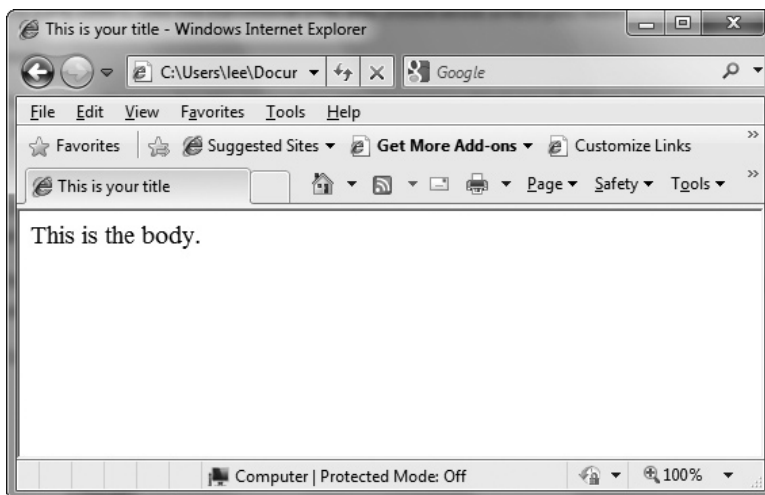 This is your title - Windows Internet Explorer
C:\Users\lee\Docur Google
File Edit View Favorites Tools Help
Favorites Suggested Sites Get More Add-ons Customize Links
This is your title Page Safety Tools
This is the body.
Computer | Protected Mode: Off 100%